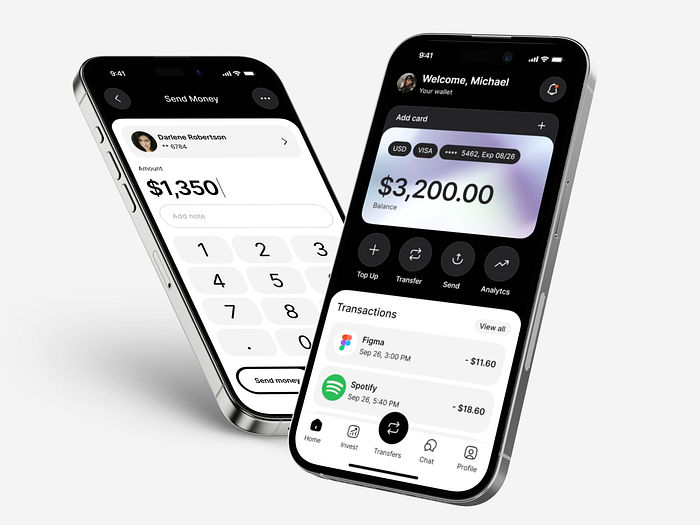 9:41
Send Money
Darlene Robertson
•• 6784
Amount
$1,350
Add note
1 2 3
4 5
7 8
. 0
Send money
9:41
Welcome, Michael
Your wallet
Add card
USD VISA •••• 5462, Exp 08/26
$3,200.00
Balance
Top Up Transfer Send Analytcs
Transactions
View all
Figma
Sep 26, 3:00 PM
- $11.60
Spotify
Sep 26, 5:40 PM
- $18.60
Home Invest Transfers Chat Profile